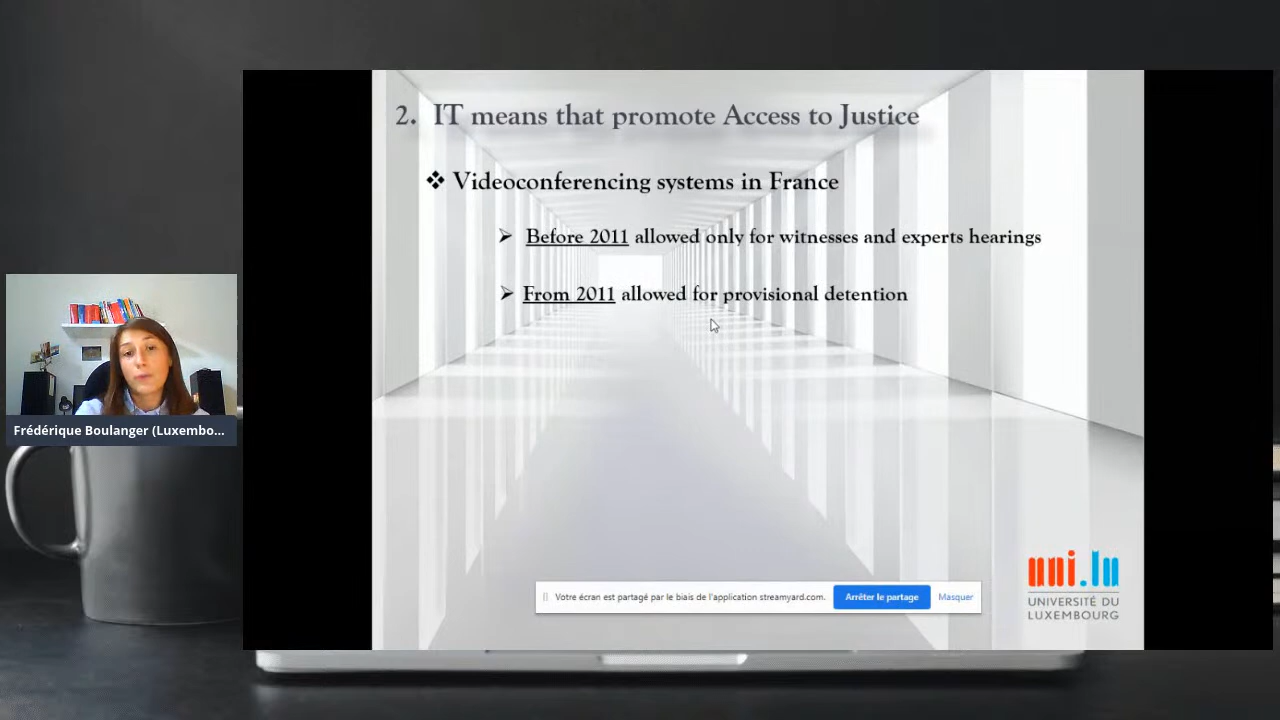 2. IT means that promote Access to Justice
❖ Videoconferencing systems in France
➢ Before 2011 allowed only for witnesses and experts hearings
➢ From 2011 allowed for provisional detention
Frédérique Boulanger (Luxembo...
Votre écran est partagé par le biais de l'application streamyard.com. Arrêter le partage Masquer
uni.lu
UNIVERSITÉ DU
LUXEMBOURG